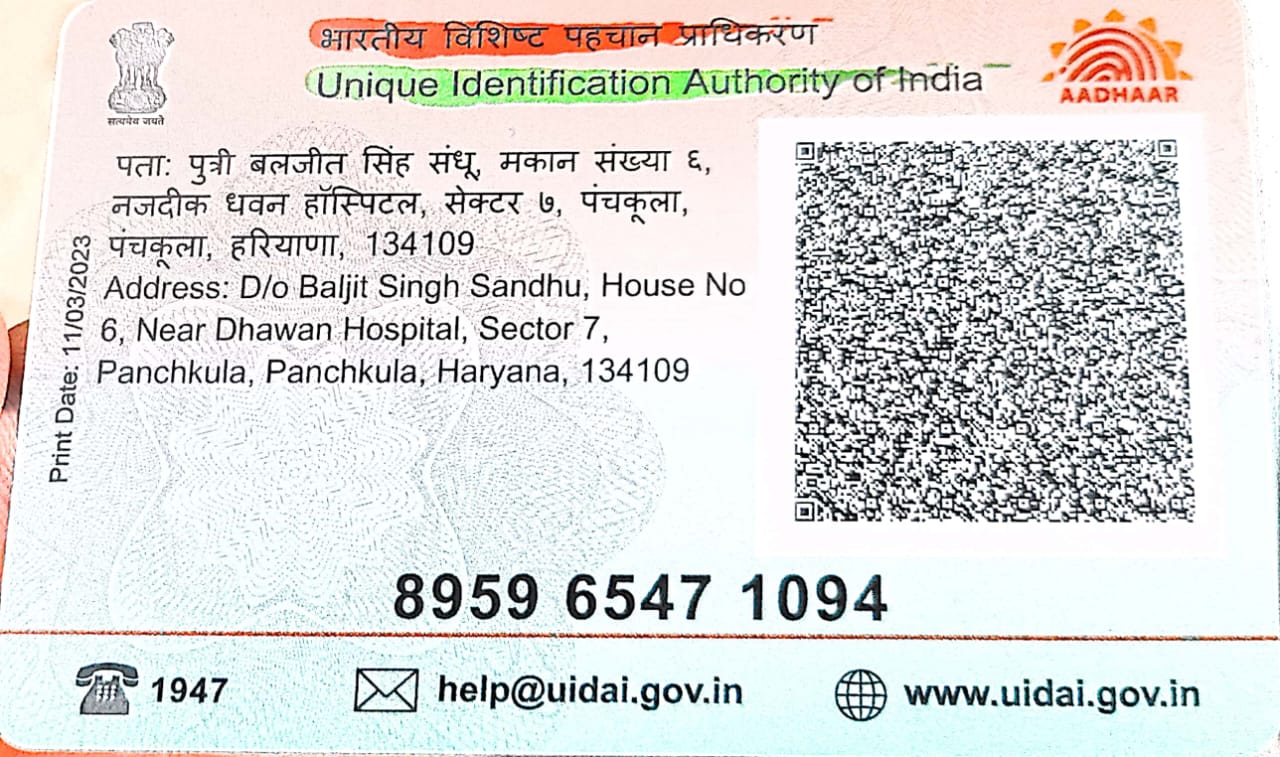 भारतीय विशिष्ट पहचान प्राधिकरण
Unique Identification Authority of India
AADHAAR
सत्यमेव जयते
पता: पुत्री बलजीत सिंह संधू, मकान संख्या ६,
नजदीक धवन हॉस्पिटल, सेक्टर ७, पंचकूला,
पंचकूला, हरियाणा, 134109
Address: D/o Baljit Singh Sandhu, House No
6, Near Dhawan Hospital, Sector 7,
Panchkula, Panchkula, Haryana, 134109
Print Date: 11/03/2023
8959 6547 1094
1947
help@uidai.gov.in
www.uidai.gov.in